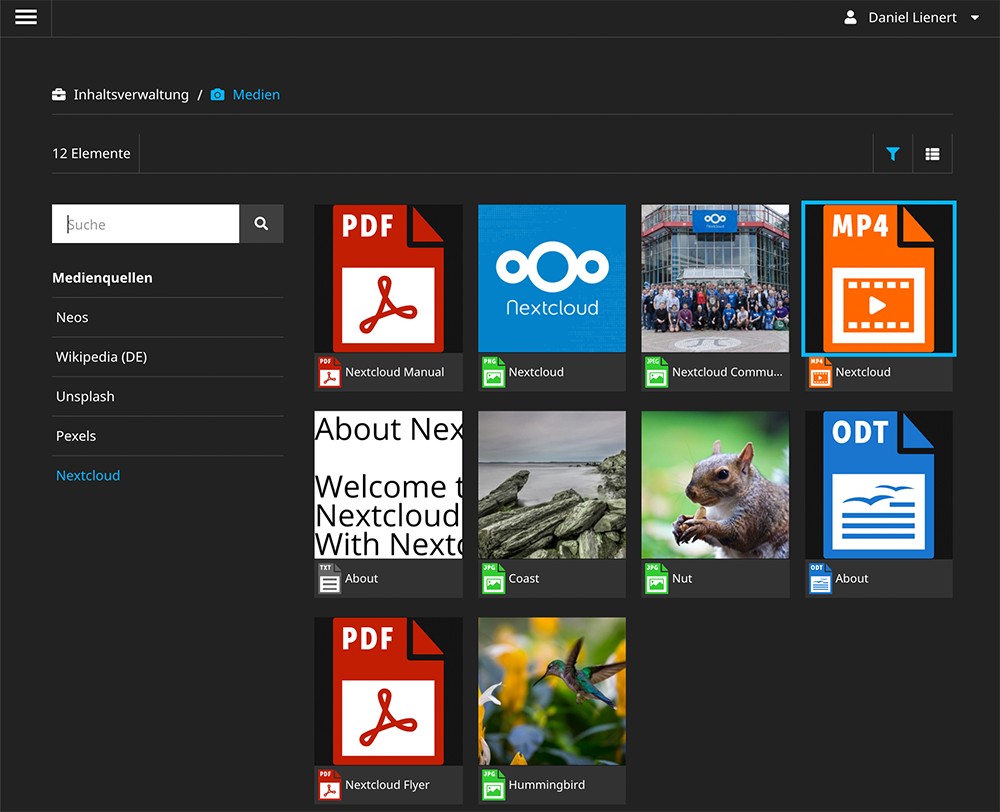 Daniel Lienert
Inhaltsverwaltung / Medien
12 Elemente
Suche
Medienquellen
Neos
Wikipedia (DE)
Unsplash
Pexels
Nextcloud
PDF
Nextcloud
MP4
PDF Nextcloud Manual
PNG Nextcloud
JPEG Nextcloud Commu...
MP4 Nextcloud
About Nex
Welcome t
Nextcloud
With Nextc
ODT
TXT About
JPG Coast
JPG Nut
ODT About
PDF
PDF Nextcloud Flyer
JPG Hummingbird